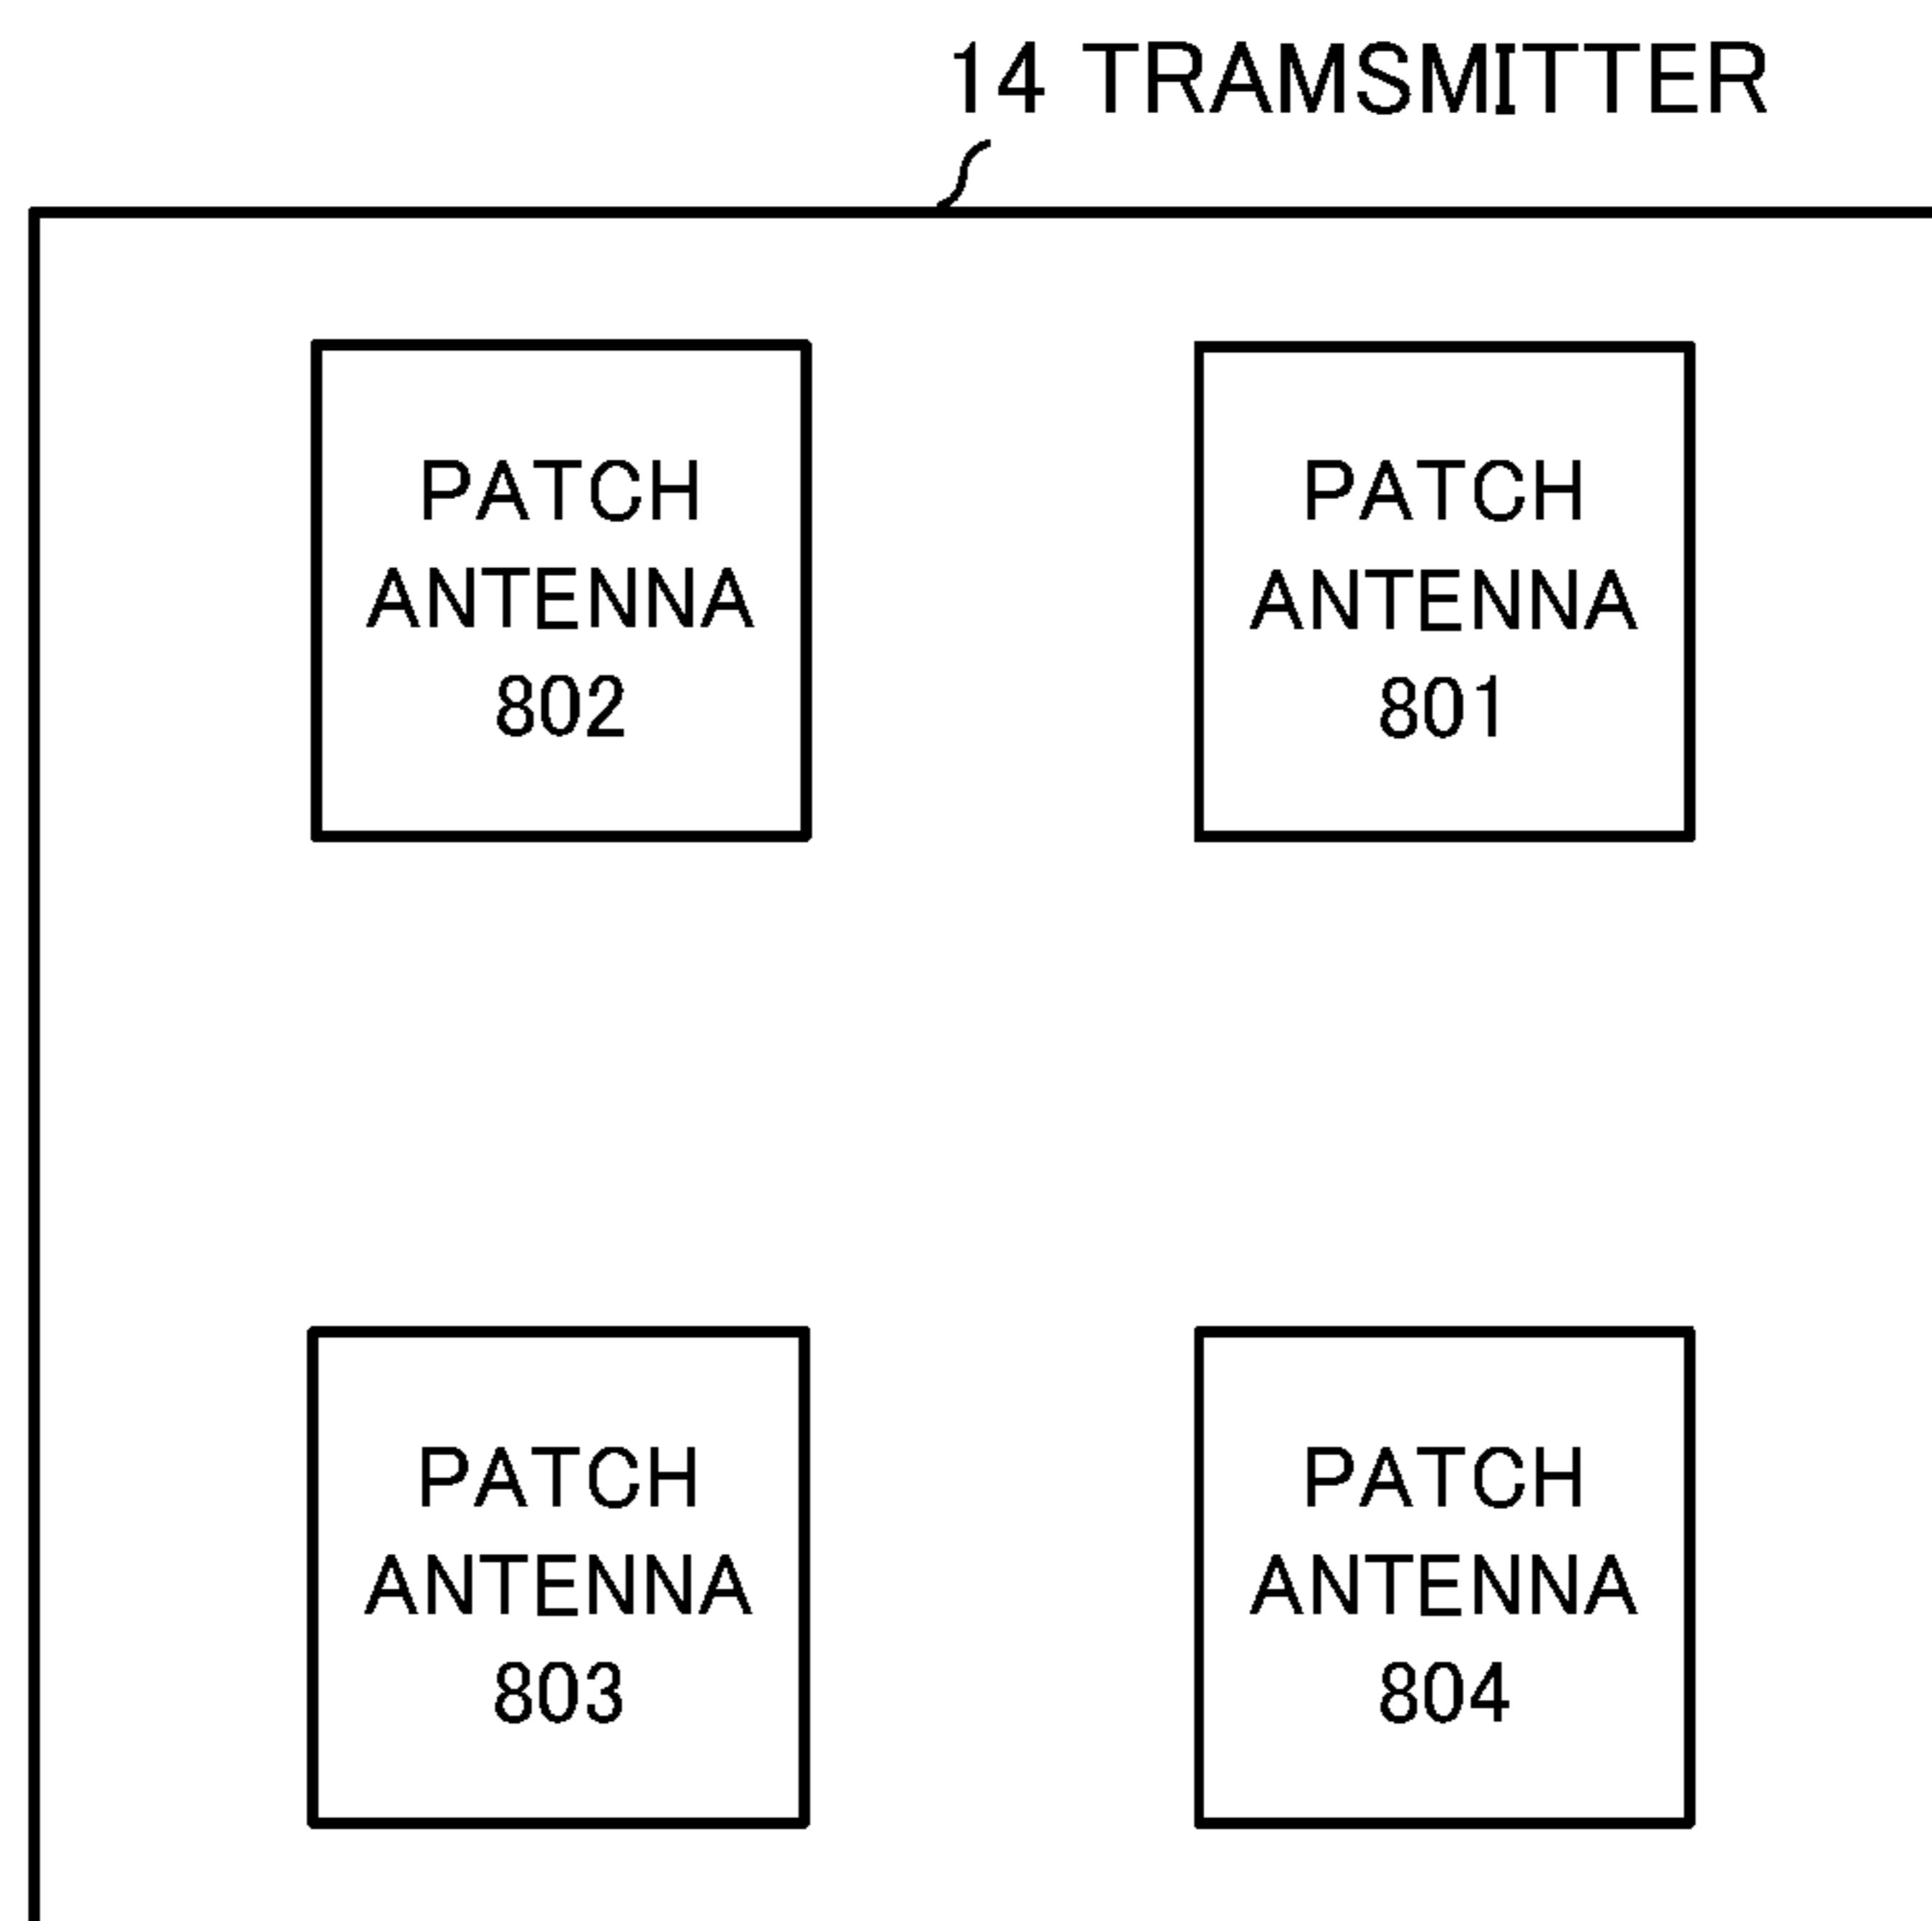 14 TRAMSMITTER
PATCH
ANTENNA
802
PATCH
ANTENNA
801
PATCH
ANTENNA
803
PATCH
ANTENNA
804